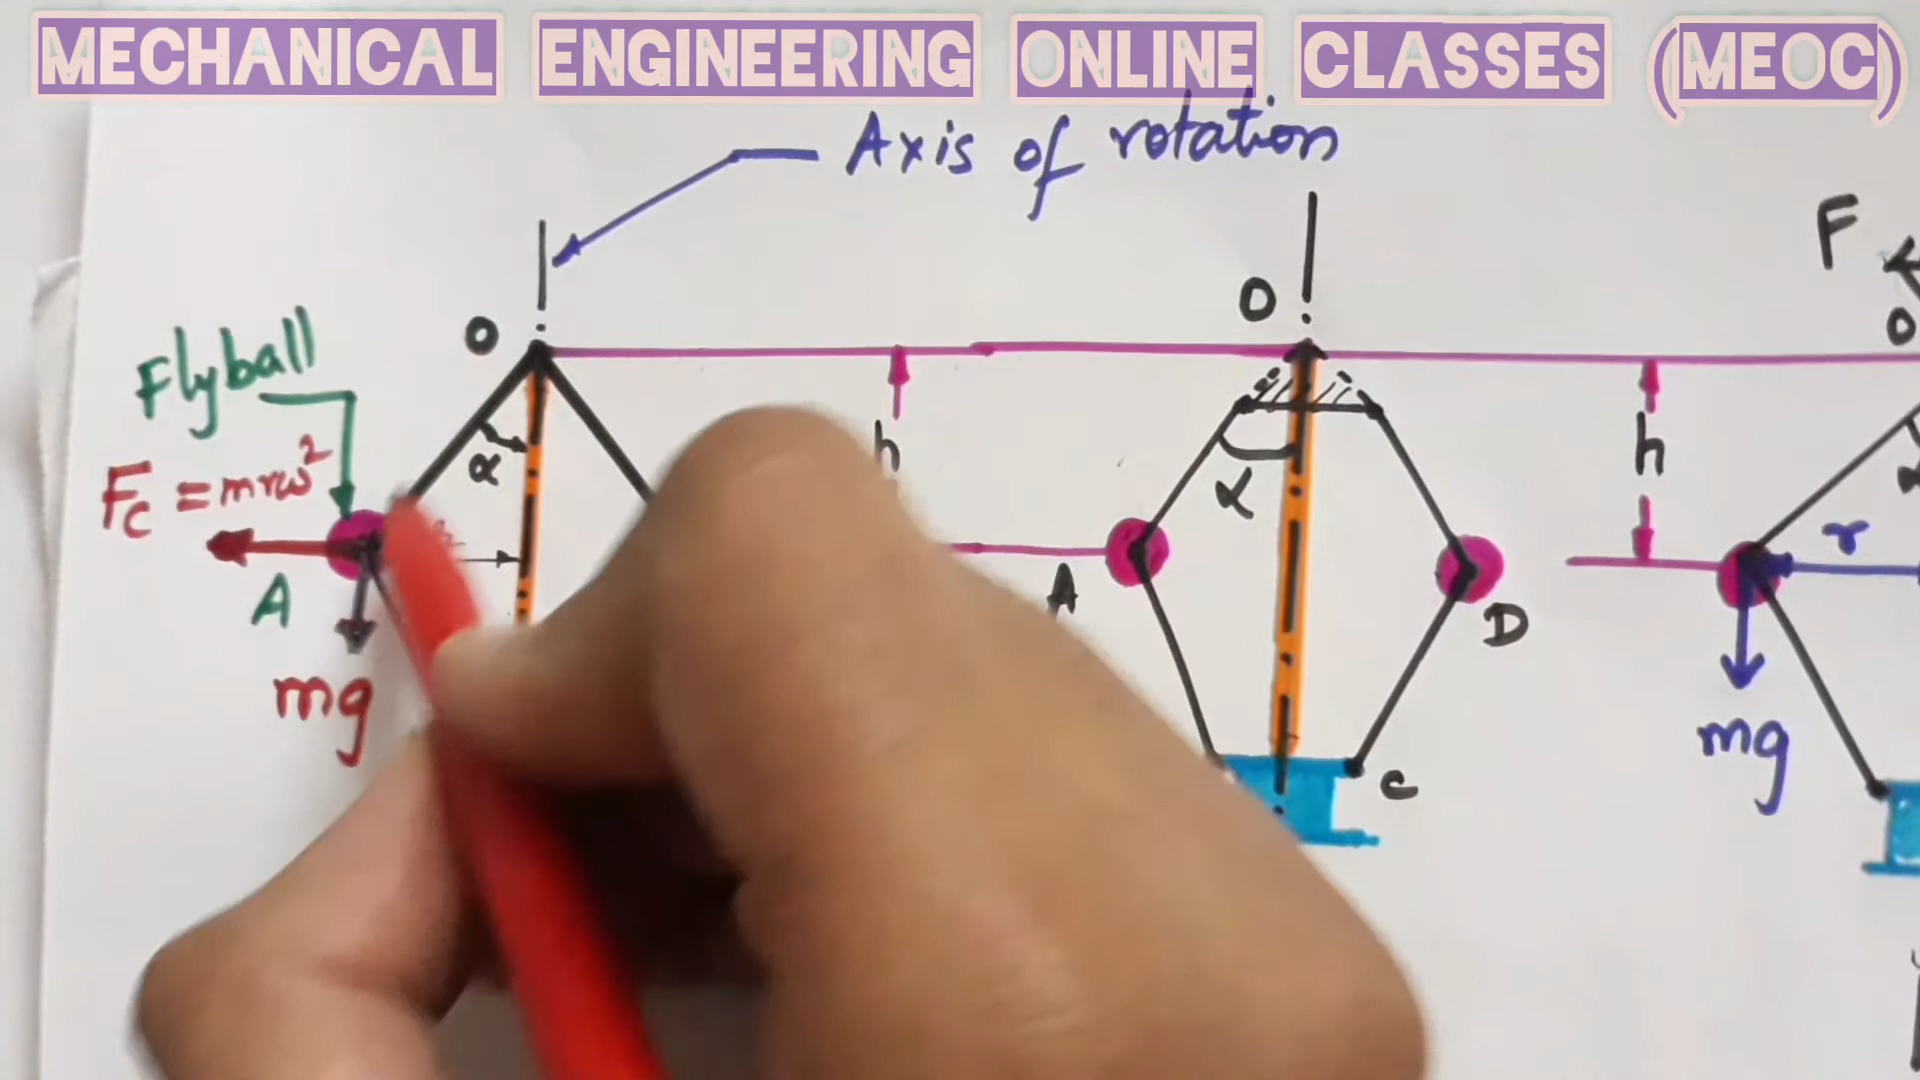 MECHANICAL ENGINEERING ONLINE CLASSES (MEOC)
Axis of rotation
F
O
O
O
Flyball
α
h
h
Fc = mrω²
α
r
A
A
D
mg
mg
C